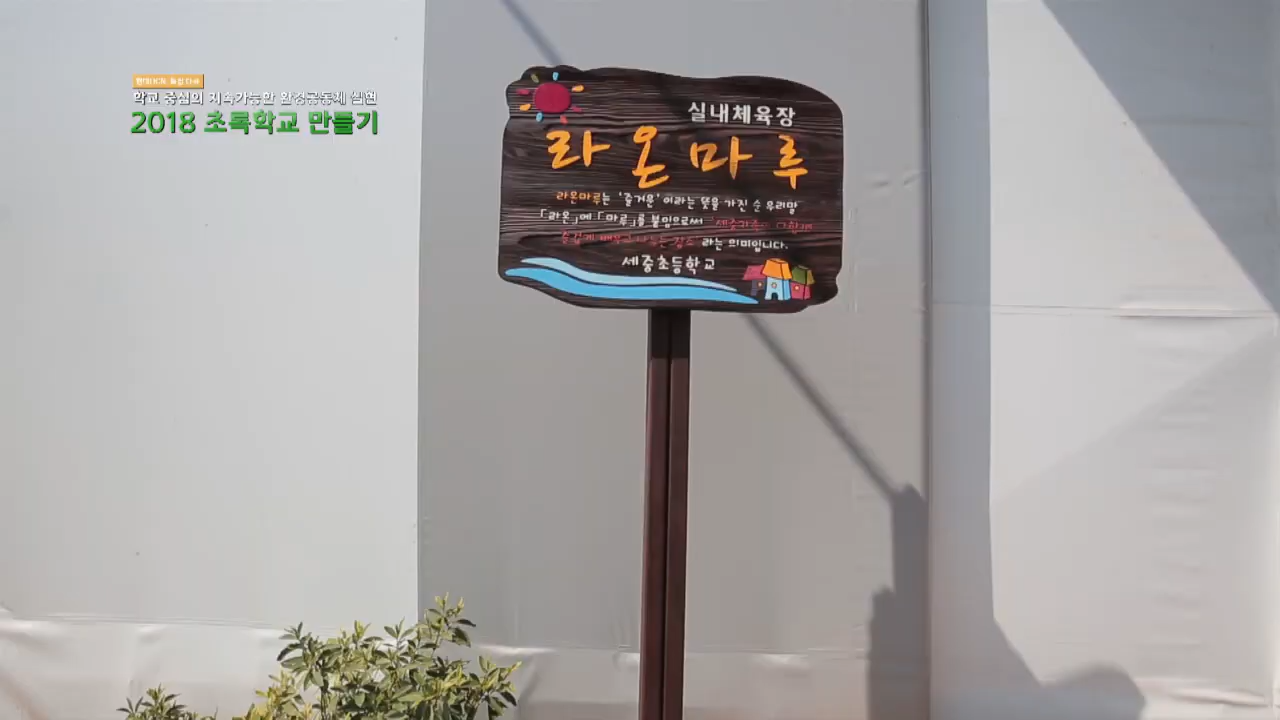 학교 중심의 지속가능한 환경공동체 실현
2018 초록학교 만들기
실내체육장
라온마루
라온마루는 '즐거운'이라는 뜻을 가진 순 우리말
「라온」에 「마루」를 붙임으로써
라는 의미입니다.
세종초등학교